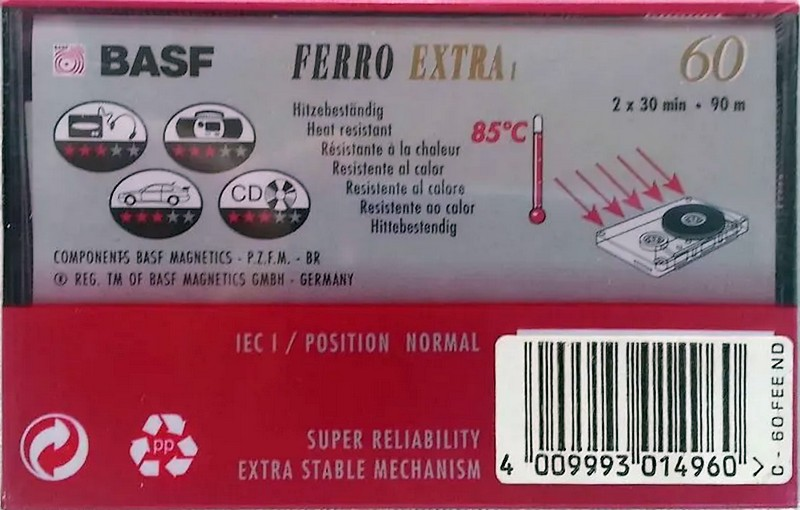 BASF FERRO EXTRA I 60
2 x 30 min • 90 m
Hitzebeständig
Heat resistant
Résistante à la chaleur
Resistente al calor
Resistente al calore
Resistente ao calor
Hittebestendig
85°C
CD
COMPONENTS BASF MAGNETICS - P.Z.F.M. - BR
® REG. TM OF BASF MAGNETICS GMBH - GERMANY
IEC I / POSITION NORMAL
PP
SUPER RELIABILITY
EXTRA STABLE MECHANISM
4 009993 014960 >
C - 60 FEE ND